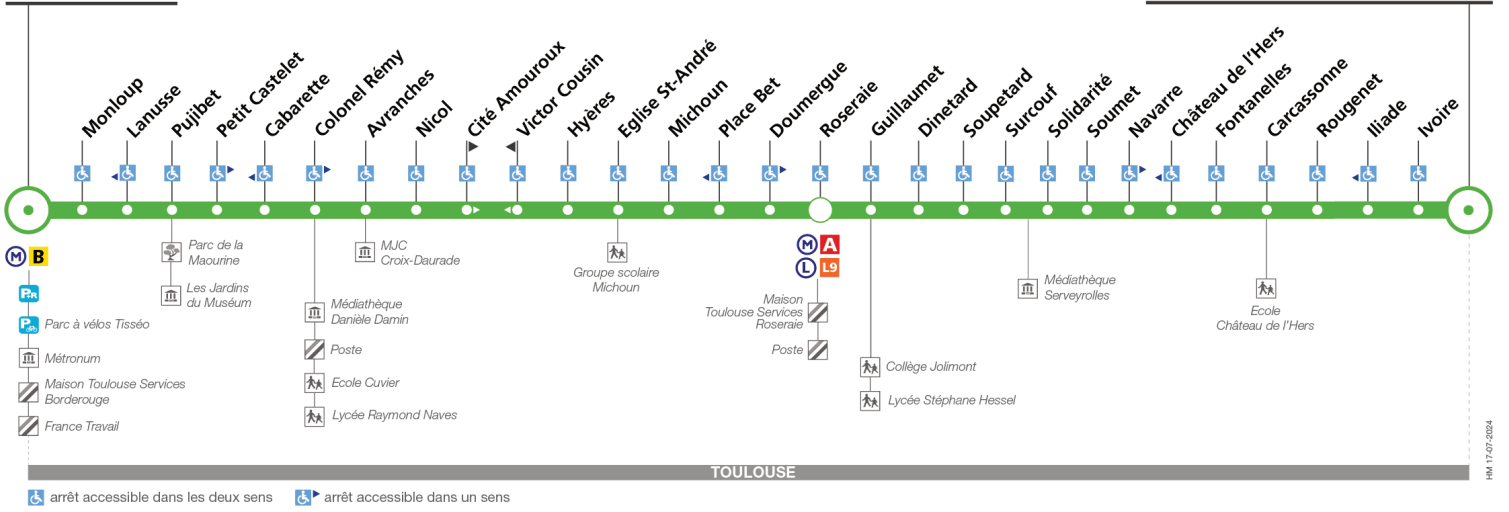 Monloup
Lanusse
Pujibet
Petit Castelet
Cabarette
Colonel Rémy
Avranches
Nicol
Cité Amouroux
Victor Cousin
Hyères
Eglise St-André
Michoun
Place Bet
Doumergue
Roseraie
Guillaumet
Dinetard
Soupetard
Surcouf
Solidarité
Soumet
Navarre
Château de l'Hers
Fontanelles
Carcassonne
Rougenet
Iliade
Ivoire
M B
P+R
P
Parc à vélos Tisséo
Métronum
Maison Toulouse Services
Borderouge
France Travail
Parc de la
Maourine
Les Jardins
du Muséum
Médiathèque
Danièle Damin
Poste
Ecole Cuvier
Lycée Raymond Naves
MJC
Croix-Daurade
Groupe scolaire
Michoun
M A
L L9
Maison
Toulouse Services
Roseraie
Poste
Collège Jolimont
Lycée Stéphane Hessel
Médiathèque
Serveyrolles
Ecole
Château de l'Hers
HM 17-07-2024
TOULOUSE
arrêt accessible dans les deux sens
arrêt accessible dans un sens